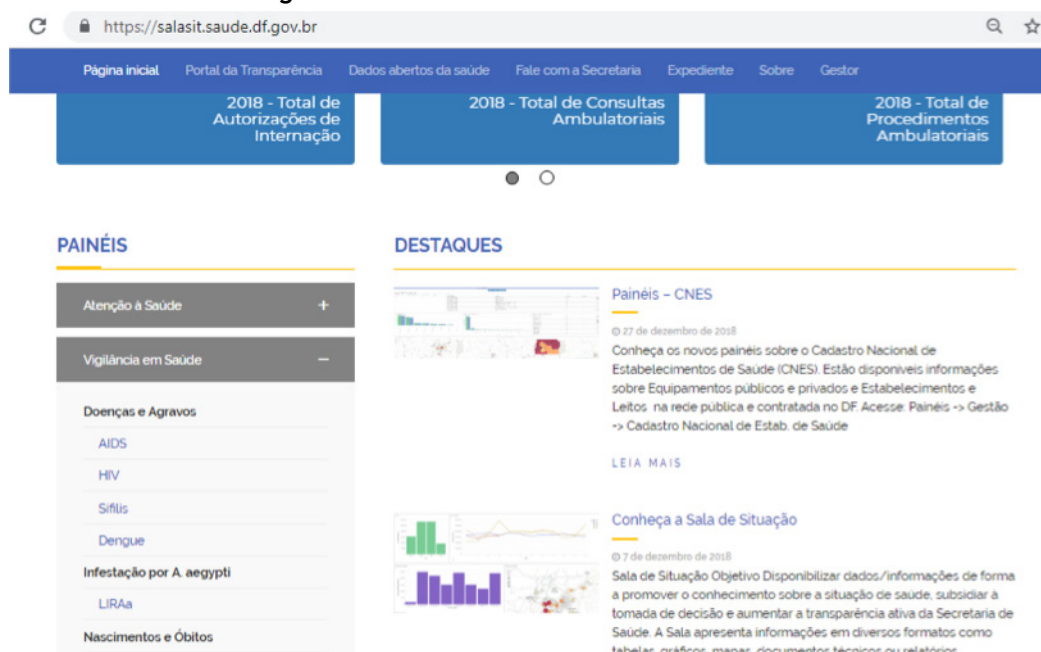 https://salasit.saude.df.gov.br
Página inicial Portal da Transparência Dados abertos da saúde Fale com a Secretaria Expediente Sobre Gestor
2018 - Total de
Autorizações de
Internação
2018 - Total de Consultas
Ambulatoriais
2018 - Total de
Procedimentos
Ambulatoriais
PAINÉIS
Atenção à Saúde +
Vigilância em Saúde −
Doenças e Agravos
AIDS
HIV
Sífilis
Dengue
Infestação por A. aegypti
LIRAa
Nascimentos e Óbitos
DESTAQUES
Painéis – CNES
27 de dezembro de 2018
Conheça os novos painéis sobre o Cadastro Nacional de
Estabelecimentos de Saúde (CNES). Estão disponíveis informações
sobre Equipamentos públicos e privados e Estabelecimentos e
Leitos na rede pública e contratada no DF. Acesse: Painéis -> Gestão
-> Cadastro Nacional de Estab. de Saúde
LEIA MAIS
Conheça a Sala de Situação
7 de dezembro de 2018
Sala de Situação Objetivo Disponibilizar dados/informações de forma
a promover o conhecimento sobre a situação de saúde, subsidiar à
tomada de decisão e aumentar a transparência ativa da Secretaria de
Saúde. A Sala apresenta informações em diversos formatos como
tabelas, gráficos, mapas, documentos técnicos ou relatórios